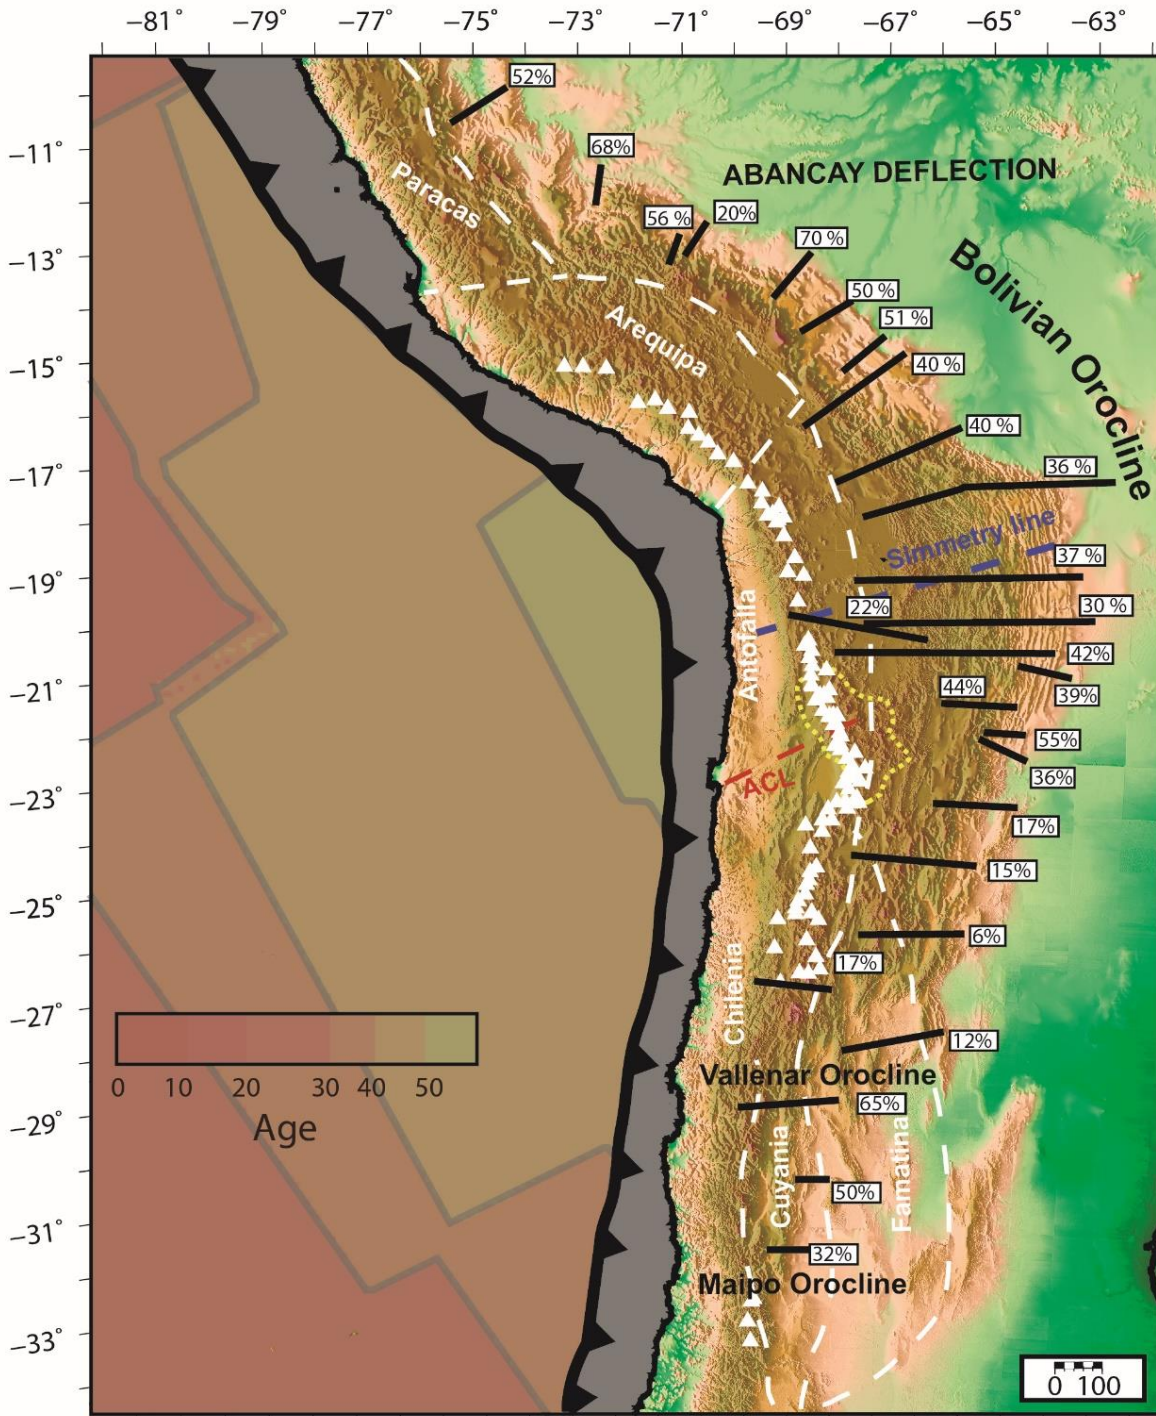 −81° −79° −77° −75° −73° −71° −69° −67° −65° −63°
52%
−11°
68%
ABANCAY DEFLECTION
Paracas
56 %
20%
−13°
70 %
Bolivian Orocline
50 %
Arequipa
51 %
−15°
40 %
40 %
−17°
36 %
Simmetry line
37 %
−19°
Antofalla
22%
30 %
42%
−21°
44%
39%
55%
36%
ACL
−23°
17%
15%
−25°
6%
Chilenia
17%
−27°
12%
Vallenar Orocline
0 10 20 30 40 50
65%
Age
−29°
Cuyania
Famatina
50%
−31°
32%
Maipo Orocline
−33°
0 100